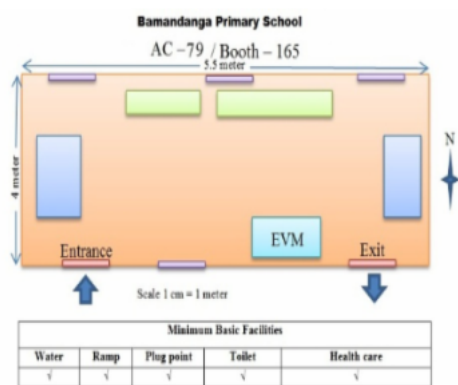 Bamandanga Primary School
AC –79 / Booth – 165
5.5 meter
4 meter
N
EVM
Entrance
Exit
Scale 1 cm = 1 meter
Minimum Basic Facilities
Water Ramp Plug point Toilet Health care
√ √ √ √ √